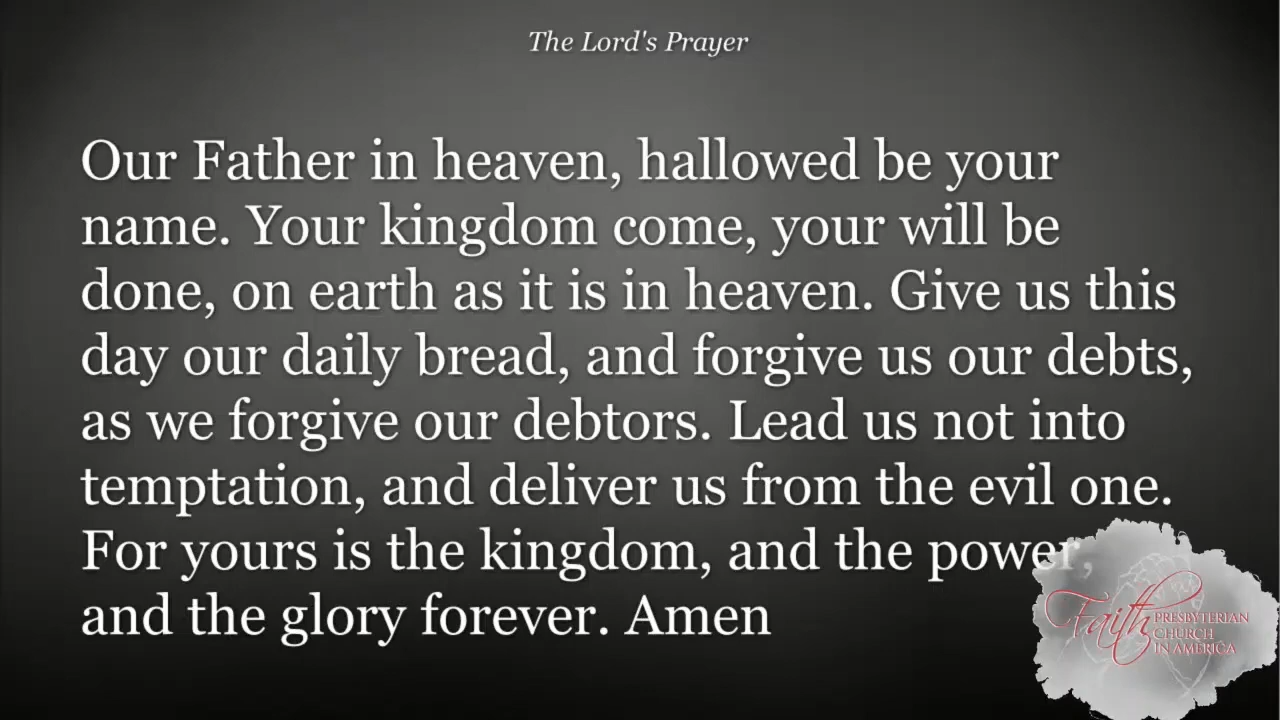 The Lord's Prayer
Our Father in heaven, hallowed be your
name. Your kingdom come, your will be
done, on earth as it is in heaven. Give us this
day our daily bread, and forgive us our debts,
as we forgive our debtors. Lead us not into
temptation, and deliver us from the evil one.
For yours is the kingdom, and the power,
and the glory forever. Amen
Faith
PRESBYTERIAN
CHURCH
IN AMERICA